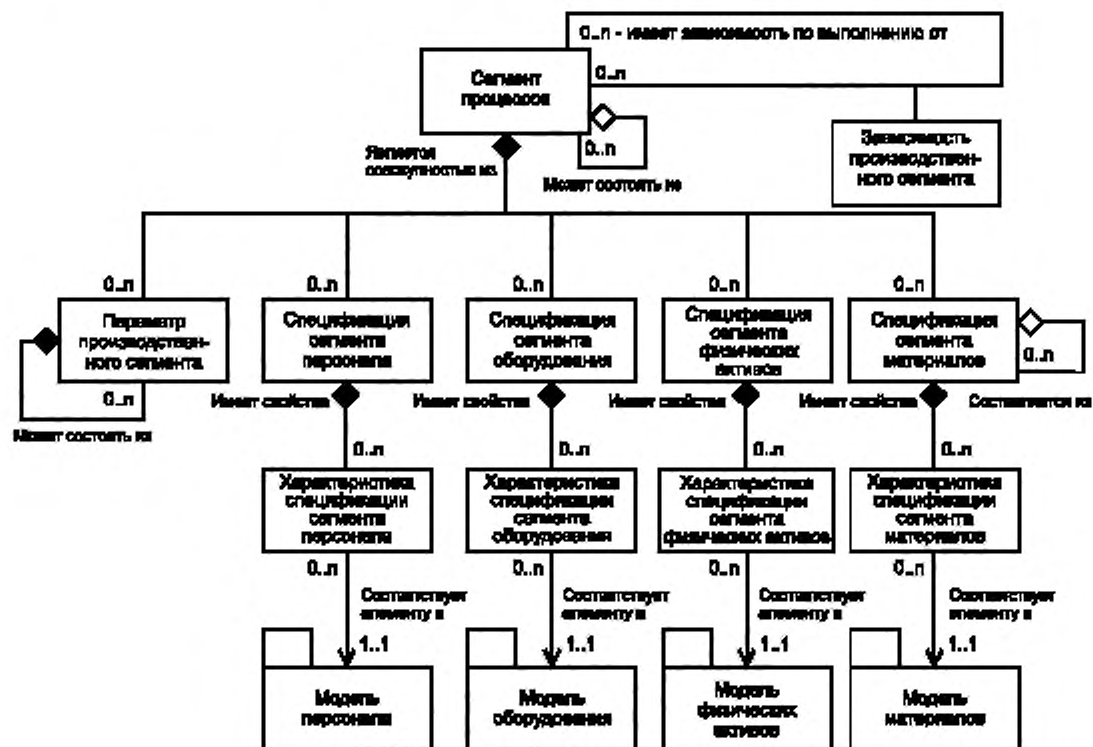 0..n - имеет зависимость по выполнению от
Сегмент
процессов
0..n
0..n
Является
совокупностью из
Может состоять из
Зависимость
производствен-
ного сегмента
0..n
0..n
0..n
0..n
0..n
Параметр
производствен-
ного сегмента
Спецификация
сегмента
персонала
Спецификация
сегмента
оборудования
Спецификация
сегмента
физических
активов
Спецификация
сегмента
материалов
0..n
0..n
Может состоять из
Имеет свойства
Имеет свойства
Имеет свойства
Имеет свойства
Составляется из
0..n
0..n
0..n
0..n
Характеристика
спецификации
сегмента
персонала
Характеристика
спецификации
сегмента
оборудования
Характеристика
спецификации
сегмента
физических активов
Характеристика
спецификации
сегмента
материалов
0..n
0..n
0..n
0..n
Соответствует
элементу в
Соответствует
элементу в
Соответствует
элементу в
Соответствует
элементу в
1..1
1..1
1..1
1..1
Модель
персонала
Модель
оборудования
Модель
физических
активов
Модель
материалов